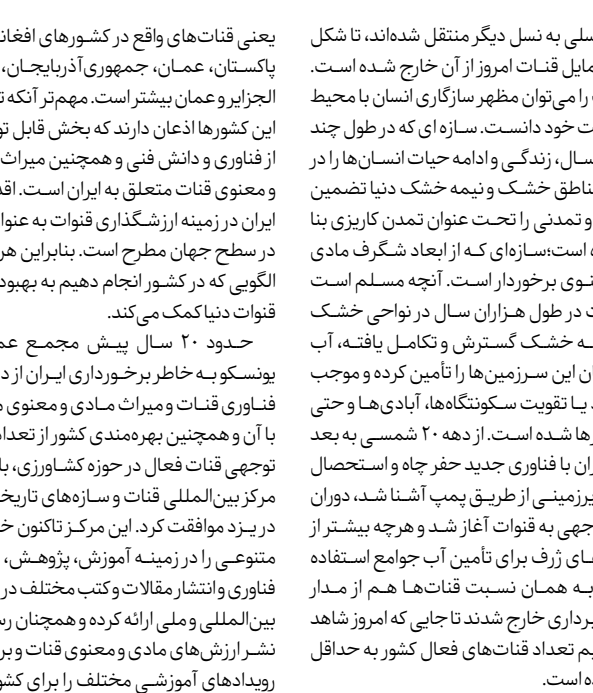 سلی به نسل دیگر منتقل شده‌اند، تا شکل
مایل قنات امروز از آن خارج شده است.
را می‌توان مظهر سازگاری انسان با محیط
ت خود دانست. سازه ای که در طول چند
سال، زندگی و ادامه حیات انسان‌ها را در
ناطق خشک و نیمه خشک دنیا تضمین
و تمدنی را تحت عنوان تمدن کاریزی بنا
ه است؛ سازه‌ای که از ابعاد شگرف مادی
نوی برخوردار است. آنچه مسلم است
ت در طول هزاران سال در نواحی خشک
ه خشک گسترش و تکامل یافته، آب
ان این سرزمین‌ها را تأمین کرده و موجب
د یا تقویت سکونتگاه‌ها، آبادی‌ها و حتی
رها شده است. از دهه ۲۰ شمسی به بعد
ران با فناوری جدید حفر چاه و استحصال
یرزمینی از طریق پمپ آشنا شد، دوران
جهی به قنوات آغاز شد و هرچه بیشتر از
های ژرف برای تأمین آب جوامع استفاده
به همان نسبت قنات‌ها هم از مدار
برداری خارج شدند تا جایی که امروز شاهد
یم تعداد قنات‌های فعال کشور به حداقل
ده است.
یعنی قنات‌های واقع در کشورهای افغان
پاکستان، عمان، جمهوری آذربایجان،
الجزایر و عمان بیشتر است. مهم‌تر آنکه ت
این کشورها اذعان دارند که بخش قابل تو
از فناوری و دانش فنی و همچنین میراث
و معنوی قنات متعلق به ایران است. اقد
ایران در زمینه ارزشگذاری قنوات به عنوا
در سطح جهان مطرح است. بنابراین هر
الگویی که در کشور انجام دهیم به بهبود
قنوات دنیا کمک می‌کند.
حدود ۲۰ سال پیش مجمع عم
یونسکو به خاطر برخورداری ایران از د
فناوری قنات و میراث مادی و معنوی م
با آن و همچنین بهره‌مندی کشور از تعداد
توجهی قنات فعال در حوزه کشاورزی، با
مرکز بین‌المللی قنات و سازه‌های تاریخ
در یزد موافقت کرد. این مرکز تاکنون خ
متنوعی را در زمینه آموزش، پژوهش،
فناوری و انتشار مقالات و کتب مختلف در
بین‌المللی و ملی ارائه کرده و همچنان رس
نشر ارزش‌های مادی و معنوی قنات و بر
رویدادهای آموزشی مختلف را برای کشو